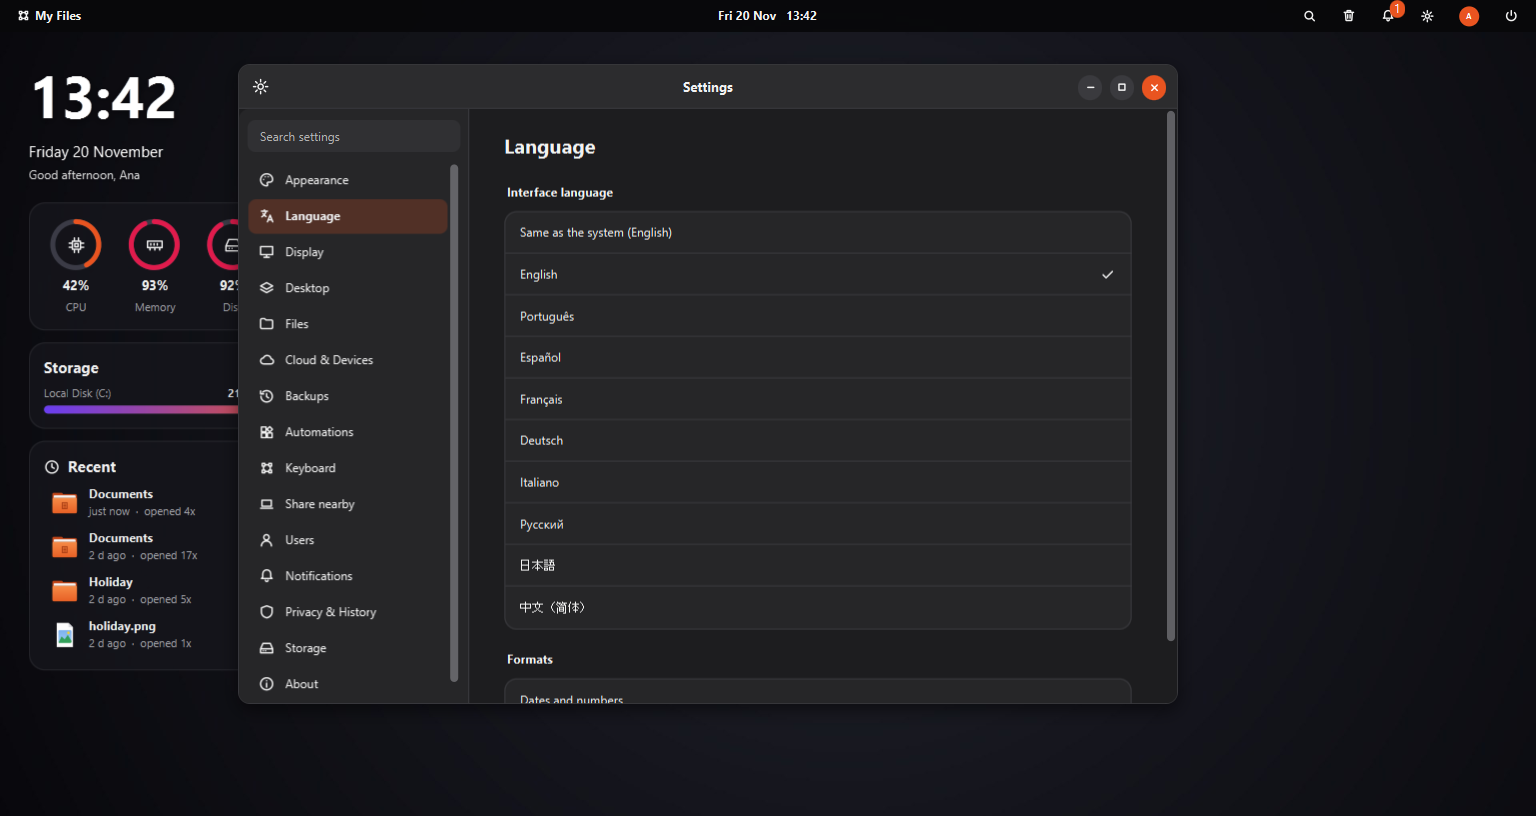 My Files
Fri 20 Nov 13:42
1
A
13:42
Friday 20 November
Good afternoon, Ana
42%
CPU
93%
Memory
92%
Storage
Local Disk (C:)
Recent
Documents
just now · opened 4x
Documents
2 d ago · opened 17x
Holiday
2 d ago · opened 5x
holiday.png
2 d ago · opened 1x
Settings
Search settings
Appearance
Language
Display
Desktop
Files
Cloud & Devices
Backups
Automations
Keyboard
Share nearby
Users
Notifications
Privacy & History
Storage
About
Language
Interface language
Same as the system (English)
English
Português
Español
Français
Deutsch
Italiano
Русский
日本語
中文（简体）
Formats
Dates and numbers